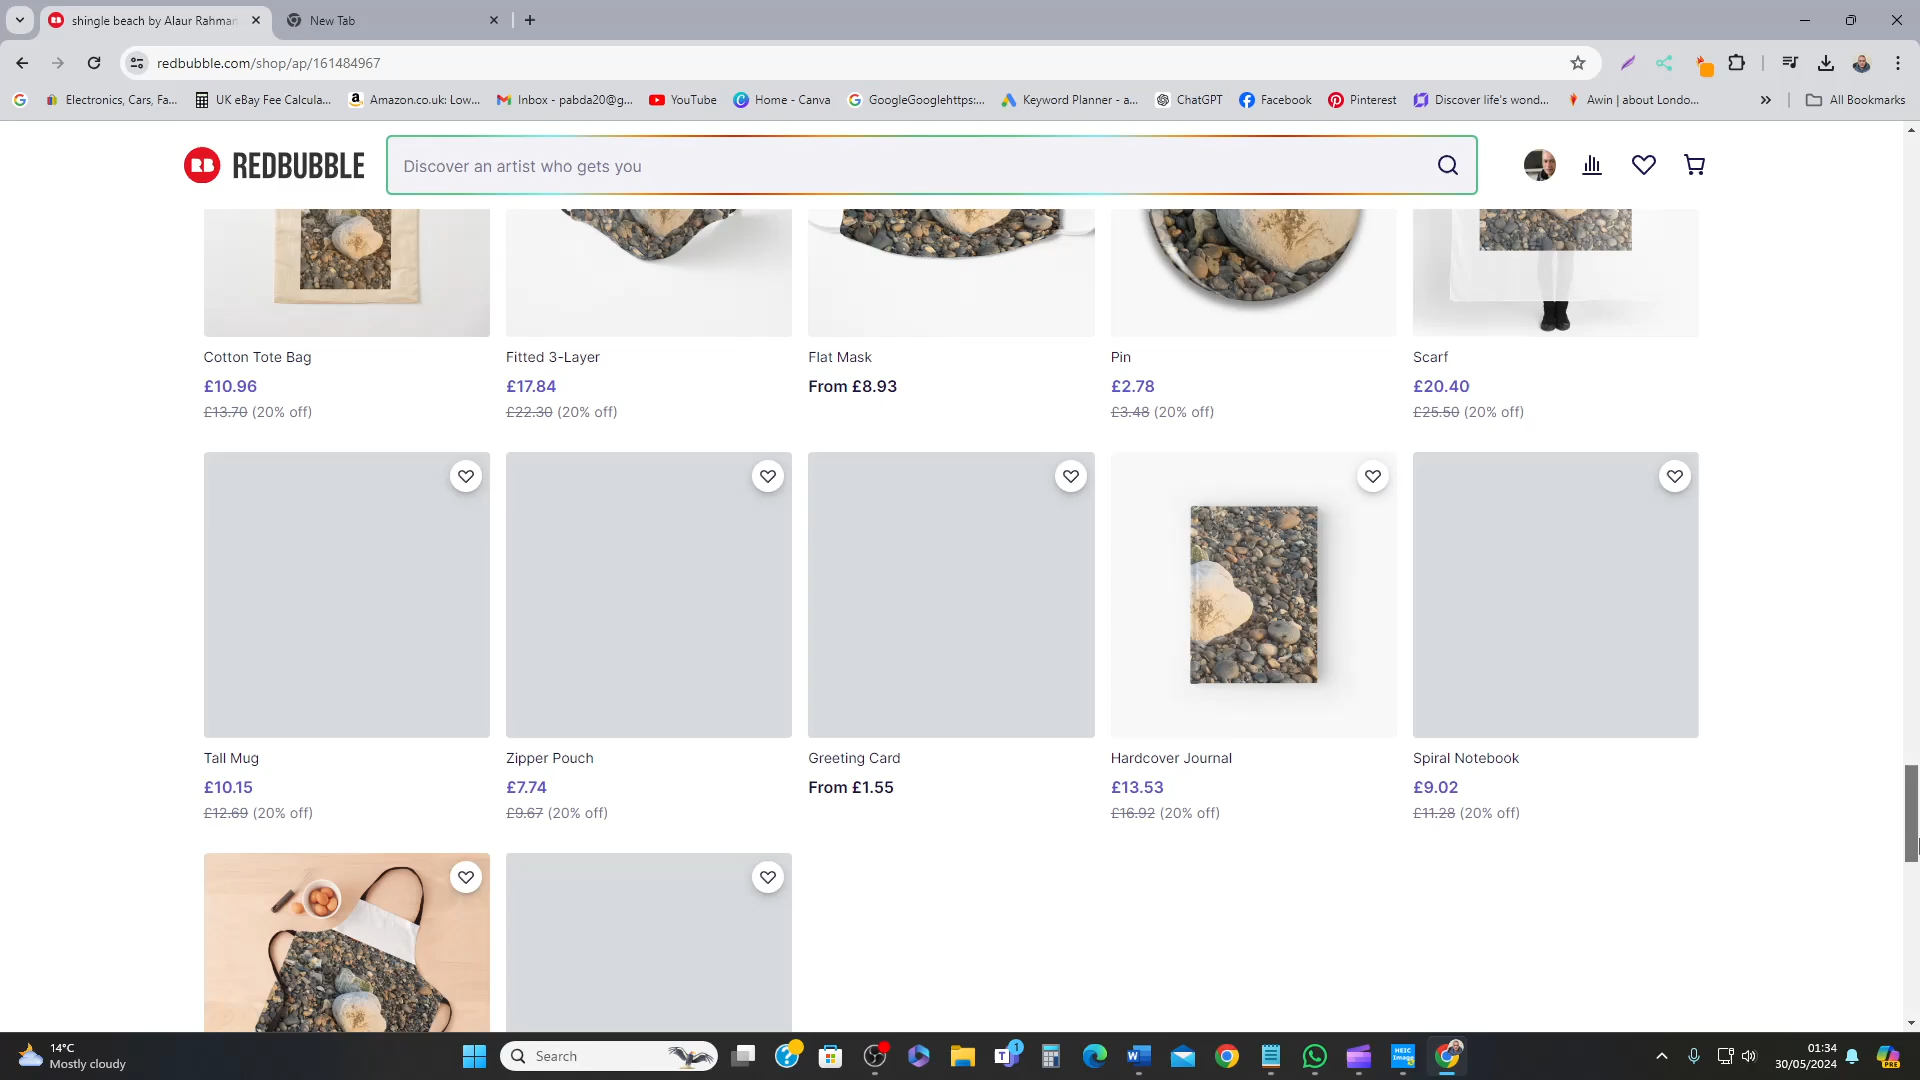 shingle beach by Alaur Rahman
New Tab
redbubble.com/shop/ap/161484967
Electronics, Cars, Fa...
UK eBay Fee Calcula...
Amazon.co.uk: Low...
Inbox - pabda20@g...
YouTube
Home - Canva
GoogleGooglehttps:...
Keyword Planner - a...
ChatGPT
Facebook
Pinterest
Discover life's wond...
Awin | about Londo...
All Bookmarks
RB REDBUBBLE
Discover an artist who gets you
Cotton Tote Bag
£10.96
£13.70 (20% off)
Fitted 3-Layer
£17.84
£22.30 (20% off)
Flat Mask
From £8.93
Pin
£2.78
£3.48 (20% off)
Scarf
£20.40
£25.50 (20% off)
Tall Mug
£10.15
£12.69 (20% off)
Zipper Pouch
£7.74
£9.67 (20% off)
Greeting Card
From £1.55
Hardcover Journal
£13.53
£16.92 (20% off)
Spiral Notebook
£9.02
£11.28 (20% off)
14°C
Mostly cloudy
Search
1
HEIC
01:34
30/05/2024
PRE